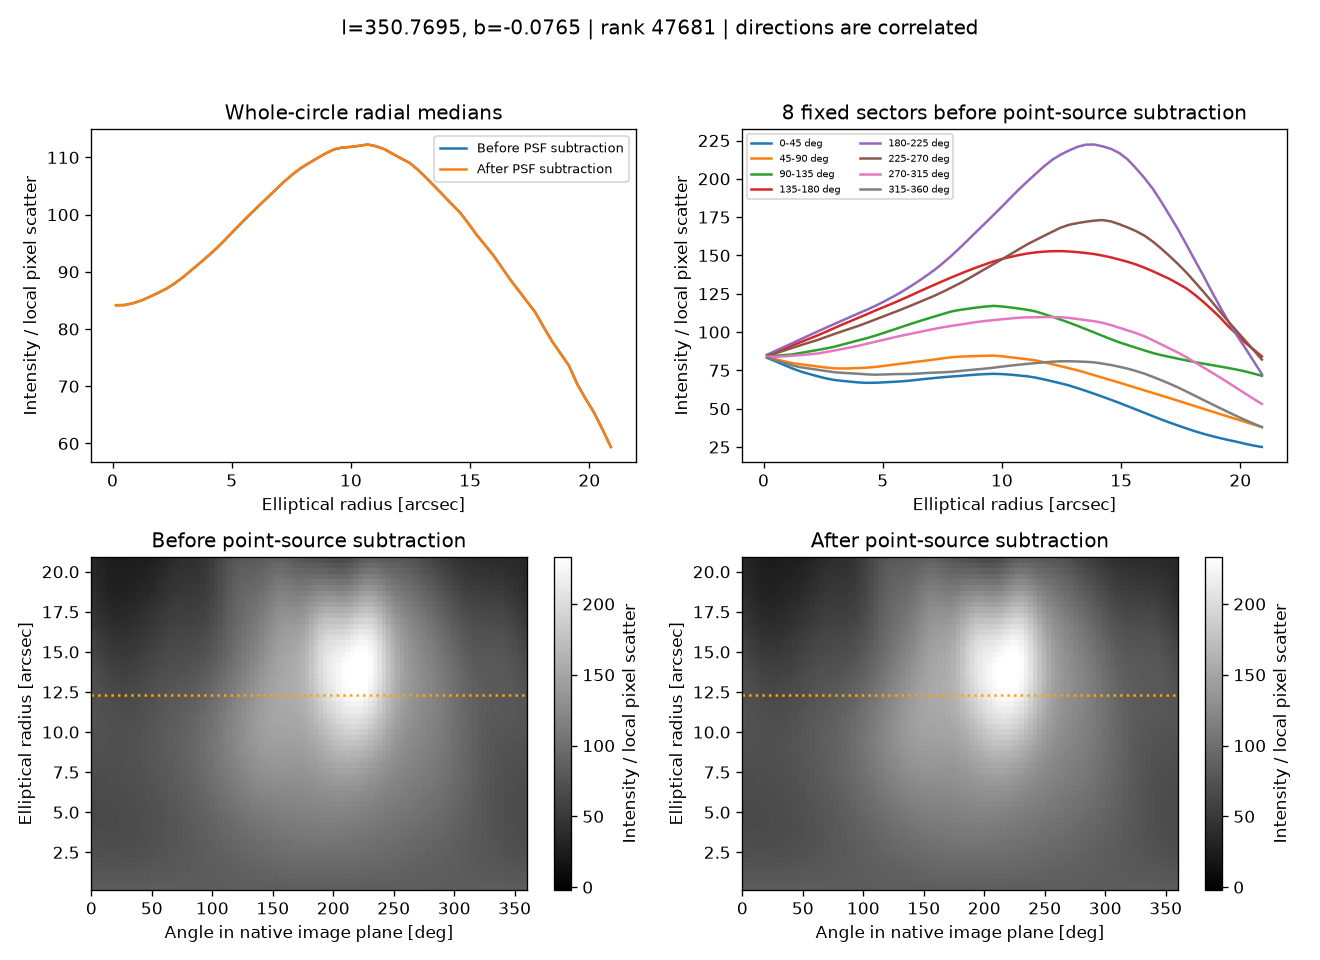 l=350.7695, b=-0.0765 | rank 47681 | directions are correlated
Whole-circle radial medians
Before PSF subtraction
After PSF subtraction
110
100
90
80
70
60
0 5 10 15 20
Intensity / local pixel scatter
Elliptical radius [arcsec]
8 fixed sectors before point-source subtraction
0-45 deg
45-90 deg
90-135 deg
135-180 deg
180-225 deg
225-270 deg
270-315 deg
315-360 deg
225
200
175
150
125
100
75
50
25
0 5 10 15 20
Intensity / local pixel scatter
Elliptical radius [arcsec]
Before point-source subtraction
20.0
17.5
15.0
12.5
10.0
7.5
5.0
2.5
0 50 100 150 200 250 300 350
Elliptical radius [arcsec]
Angle in native image plane [deg]
200
150
100
50
0
Intensity / local pixel scatter
After point-source subtraction
20.0
17.5
15.0
12.5
10.0
7.5
5.0
2.5
0 50 100 150 200 250 300 350
Elliptical radius [arcsec]
Angle in native image plane [deg]
200
150
100
50
0
Intensity / local pixel scatter